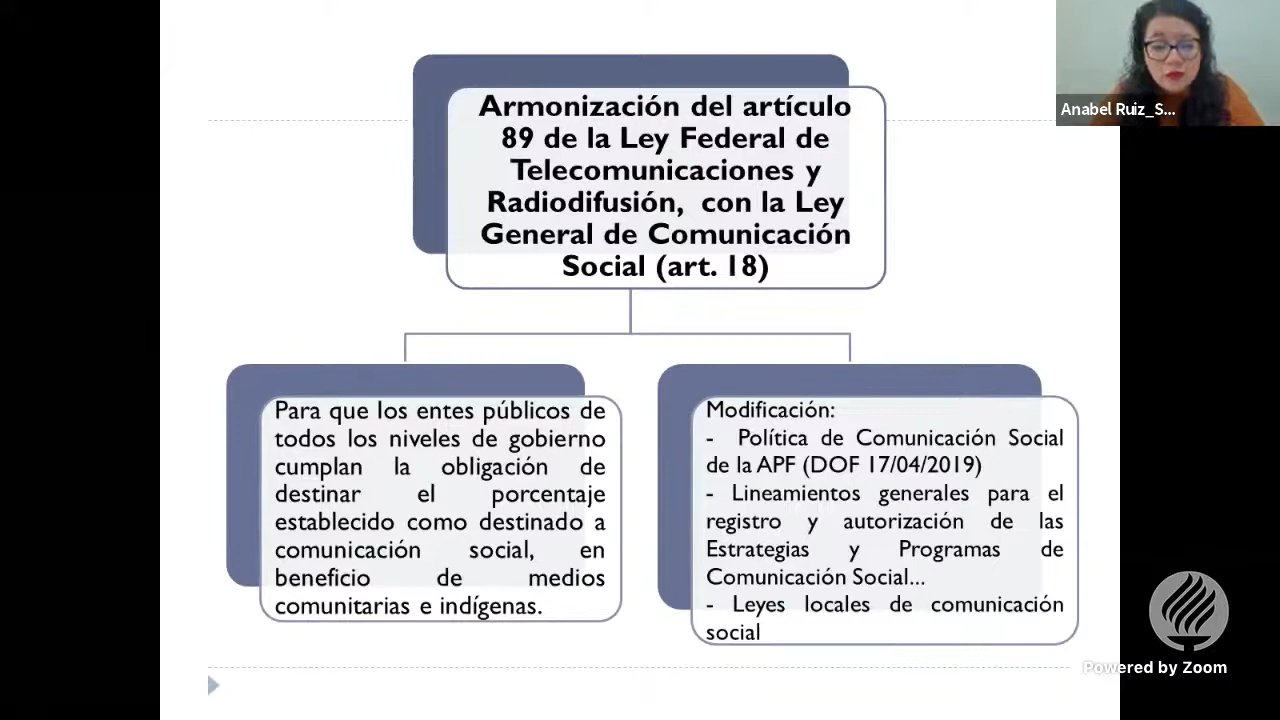 Armonización del artículo
89 de la Ley Federal de
Telecomunicaciones y
Radiodifusión, con la Ley
General de Comunicación
Social (art. 18)
Para que los entes públicos de
todos los niveles de gobierno
cumplan la obligación de
destinar el porcentaje
establecido como destinado a
comunicación social, en
beneficio de medios
comunitarias e indígenas.
Modificación:
- Política de Comunicación Social
de la APF (DOF 17/04/2019)
- Lineamientos generales para el
registro y autorización de las
Estrategias y Programas de
Comunicación Social...
- Leyes locales de comunicación
social
Anabel Ruiz_S...
Powered by Zoom